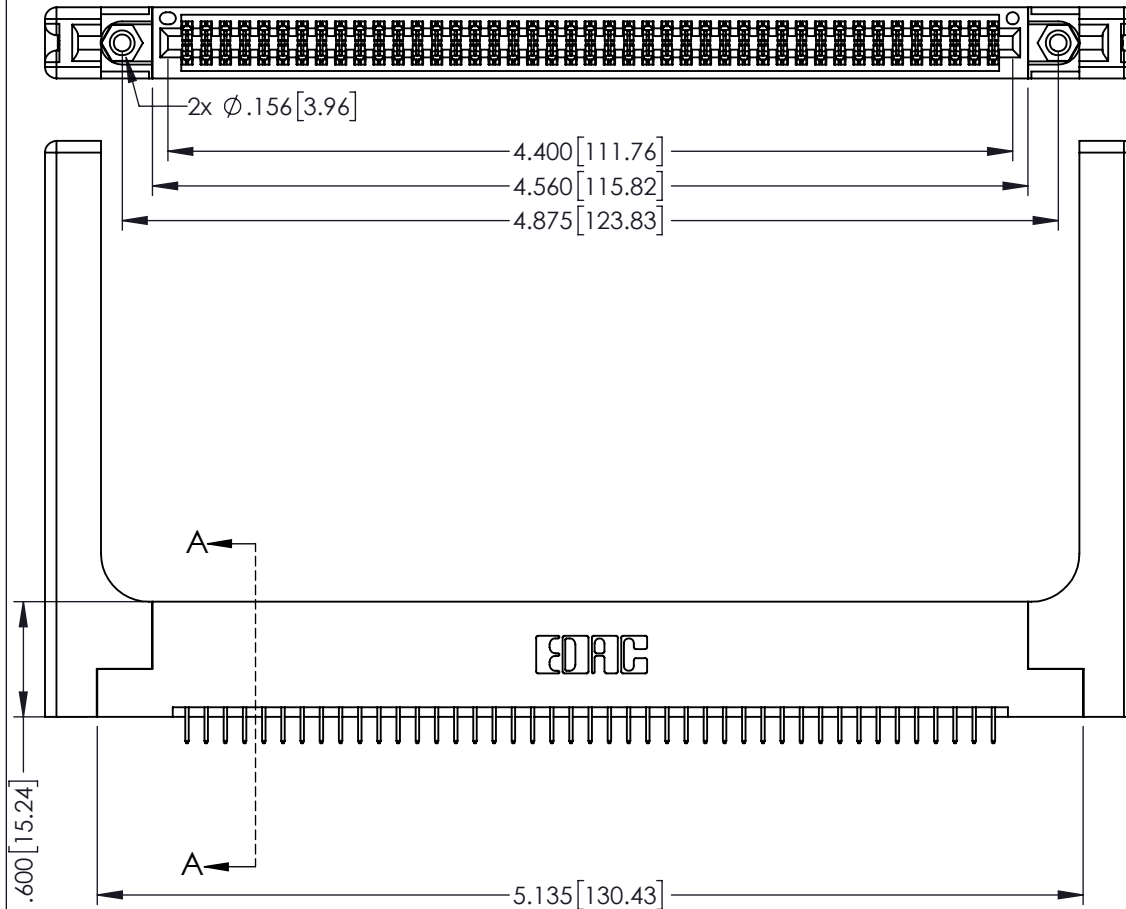 2x ∅.156[3.96]
4.400[111.76]
4.560[115.82]
4.875[123.83]
A
EDAC
A
.600[15.24]
5.135[130.43]